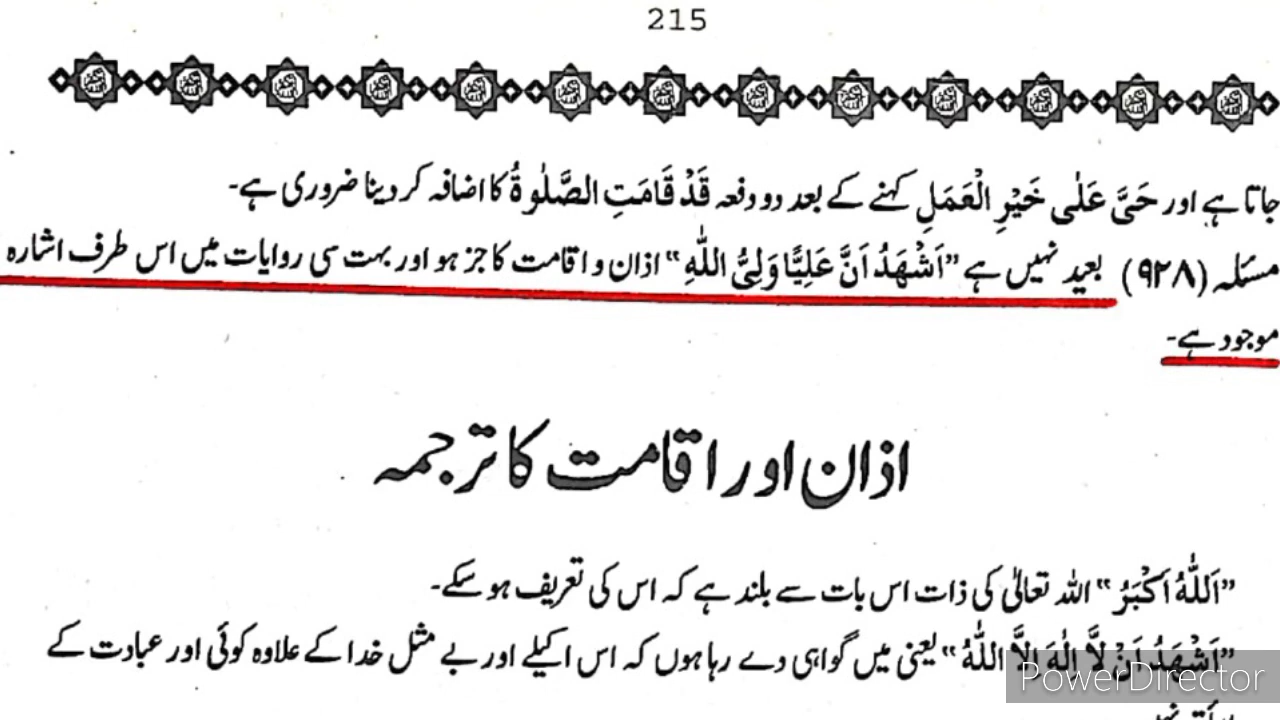 215
جاتا ہے اور حَیَّ عَلٰی خَیْرِ الْعَمَلِ کہنے کے بعد دو دفعہ قَدْ قَامَتِ الصَّلٰوۃُ کا اضافہ کر دینا ضروری ہے۔
مسئلہ (۹۲۸) بعید نہیں ہے ”اَشْھَدُ اَنَّ عَلِیًّا وَلِیُّ اللّٰہِ“ اذان و اقامت کا جز ہو اور بہت سی روایات میں اس طرف اشارہ
موجود ہے۔
اذان اور اقامت کا ترجمہ
”اَللّٰہُ اَکْبَرُ“ اللہ تعالیٰ کی ذات اس بات سے بلند ہے کہ اس کی تعریف ہو سکے۔
”اَشْھَدُ اَنْ لَّا اِلٰہَ اِلَّا اللّٰہُ“ یعنی میں گواہی دے رہا ہوں کہ اس اکیلے اور بے مثل خدا کے علاوہ کوئی اور عبادت کے
PowerDirector